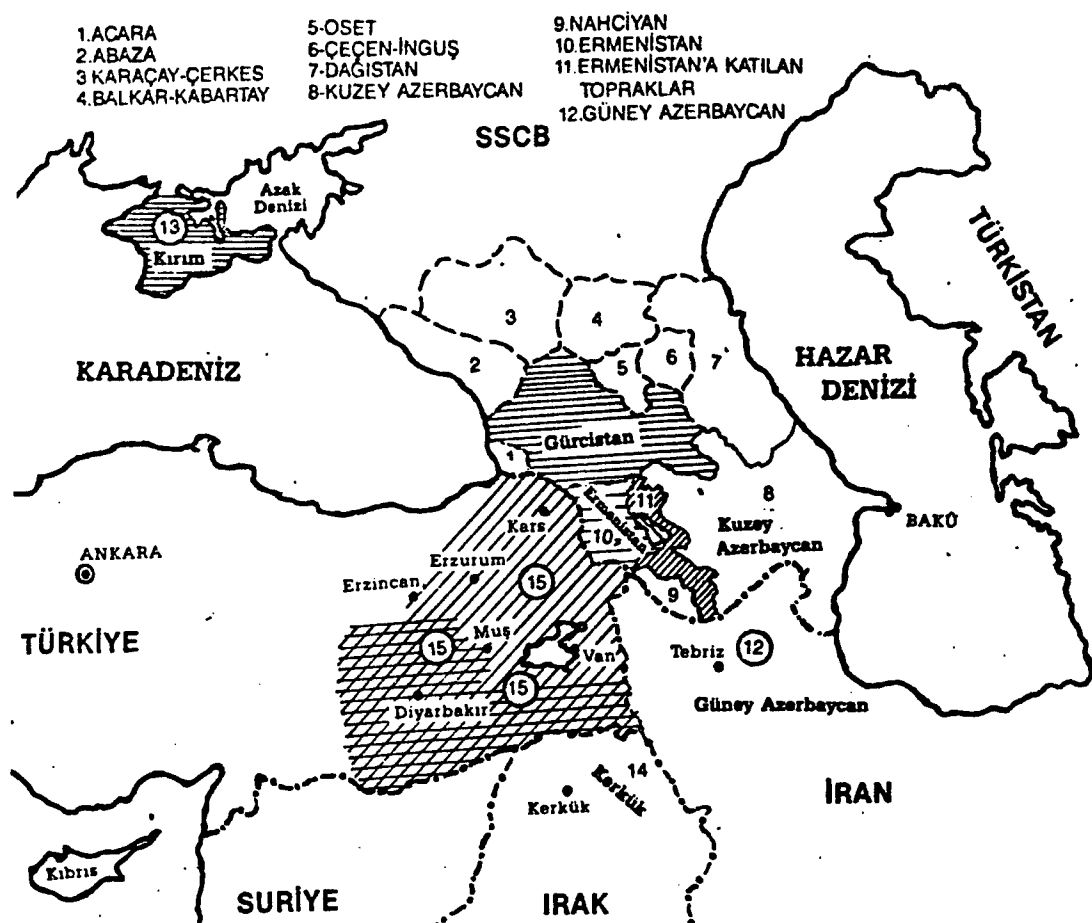 1.ACARA
2.ABAZA
3 KARAÇAY-ÇERKES
4.BALKAR-KABARTAY
5-OSET
6-ÇEÇEN-İNGUŞ
7-DAĞISTAN
8-KUZEY AZERBAYCAN
9.NAHCİYAN
10.ERMENİSTAN
11.ERMENİSTAN'A KATILAN
TOPRAKLAR
12.GÜNEY AZERBAYCAN
SSCB
Azak
Denizi
13
Kırım
TÜRKİSTAN
3
4
2
5
6
7
KARADENİZ
HAZAR
DENİZİ
Gürcistan
1
11
8
Ermenistan
Kars
10
Kuzey
Azerbaycan
BAKÛ
ANKARA
Erzurum
Erzincan
15
9
TÜRKİYE
15
Muş
Van
Tebriz
12
15
Diyarbakır
Güney Azerbaycan
14
Kerkük
Kerkük
İRAN
Kıbrıs
SURİYE
IRAK